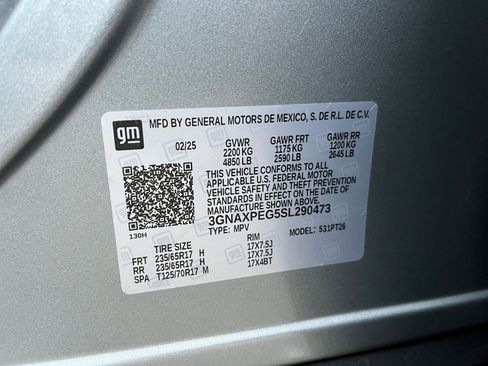 gm
MFD BY GENERAL MOTORS DE MEXICO, S. DE R.L. DE C.V.
02/25 GVWR GAWR FRT GAWR RR
2200 KG 1175 KG 1200 KG
4850 LB 2590 LB 2645 LB
THIS VEHICLE CONFORMS TO ALL
APPLICABLE U.S. FEDERAL MOTOR
VEHICLE SAFETY AND THEFT PREVENTION
STANDARDS IN EFFECT ON THE DATE OF
MANUFACTURE SHOWN ABOVE.
3GNAXPEG5SL290473
130H TYPE: MPV MODEL: 531PT26
TIRE SIZE RIM
FRT 235/65R17 H 17X7.5J
RR 235/65R17 H 17X7.5J
SPA T125/70R17 M 17X4BT